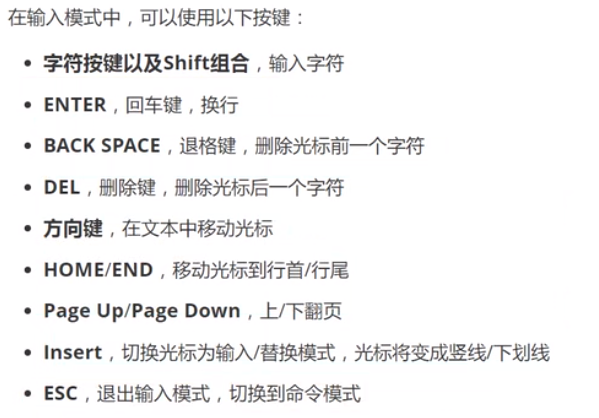 在输入模式中，可以使用以下按键：
• 字符按键以及Shift组合，输入字符
• ENTER，回车键，换行
• BACK SPACE，退格键，删除光标前一个字符
• DEL，删除键，删除光标后一个字符
• 方向键，在文本中移动光标
• HOME/END，移动光标到行首/行尾
• Page Up/Page Down，上/下翻页
• Insert，切换光标为输入/替换模式，光标将变成竖线/下划线
• ESC，退出输入模式，切换到命令模式